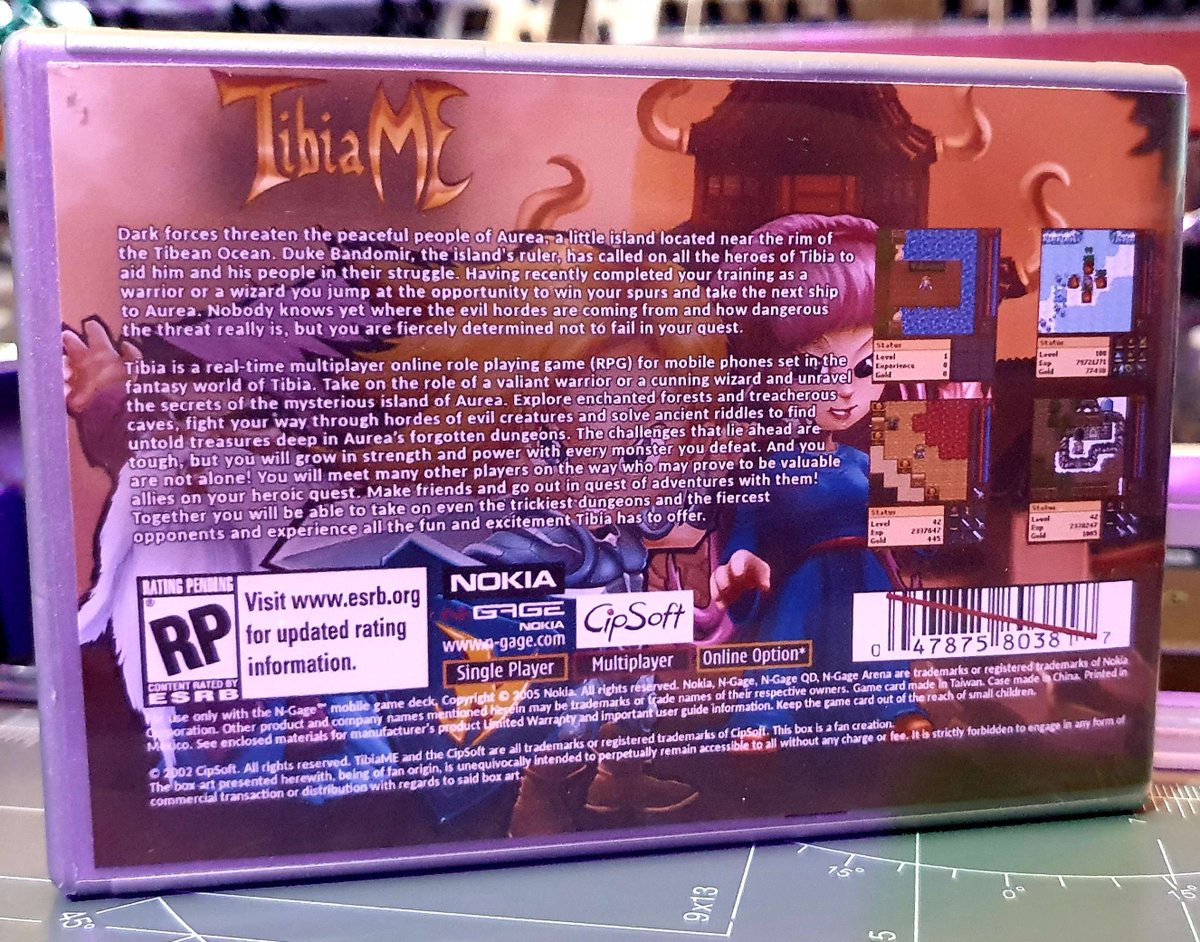 TibiaME
Dark forces threaten the peaceful people of Aurea, a little island located near the rim of
the Tibean Ocean. Duke Bandomir, the island's ruler, has called on all the heroes of Tibia to
aid him and his people in their struggle. Having recently completed your training as a
warrior or a wizard you jump at the opportunity to win your spurs and take the next ship
to Aurea. Nobody knows yet where the evil hordes are coming from and how dangerous
the threat really is, but you are fiercely determined not to fail in your quest.
Tibia is a real-time multiplayer online role playing game (RPG) for mobile phones set in the
fantasy world of Tibia. Take on the role of a valiant warrior or a cunning wizard and unravel
the secrets of the mysterious island of Aurea. Explore enchanted forests and treacherous
caves, fight your way through hordes of evil creatures and solve ancient riddles to find
untold treasures deep in Aurea's forgotten dungeons. The challenges that lie ahead are
tough, but you will grow in strength and power with every monster you defeat. And you
are not alone! You will meet many other players on the way who may prove to be valuable
allies on your heroic quest. Make friends and go out in quest of adventures with them!
Together you will be able to take on even the trickiest dungeons and the fiercest
opponents and experience all the fun and excitement Tibia has to offer.
Status
Level 1
Experience 0
Gold 0
Status
Level 100
Exp 79721771
Gold 77430
Status
Level 42
Exp 2337647
Gold 445
Status
Level 42
Exp 2338247
Gold 1065
RATING PENDING
RP
®
CONTENT RATED BY
ESRB
Visit www.esrb.org
for updated rating
information.
NOKIA
N-GAGE
NOKIA
www.n-gage.com
CipSoft
Single Player
Multiplayer
Online Option*
0 47875 80381 7
use only with the N-Gage™ mobile game deck, Copyright © 2005 Nokia. All rights reserved. Nokia, N-Gage, N-Gage QD, N-Gage Arena are trademarks or registered trademarks of Nokia
Corporation. Other product and company names mentioned herein may be trademarks or trade names of their respective owners. Game card made in Taiwan. Case made in China, Printed in
Mexico. See enclosed materials for manufacturer's product Limited Warranty and important user guide information. Keep the game card out of the reach of small children.
© 2002 CipSoft. All rights reserved. TibiaME and the CipSoft are all trademarks or registered trademarks of CipSoft. This box is a fan creation.
The box art presented herewith, being of fan origin, is unequivocally intended to perpetually remain accessible to all without any charge or fee. It is strictly forbidden to engage in any form of
commercial transaction or distribution with regards to said box art.
45°
9x13
15°
0°
15°
5